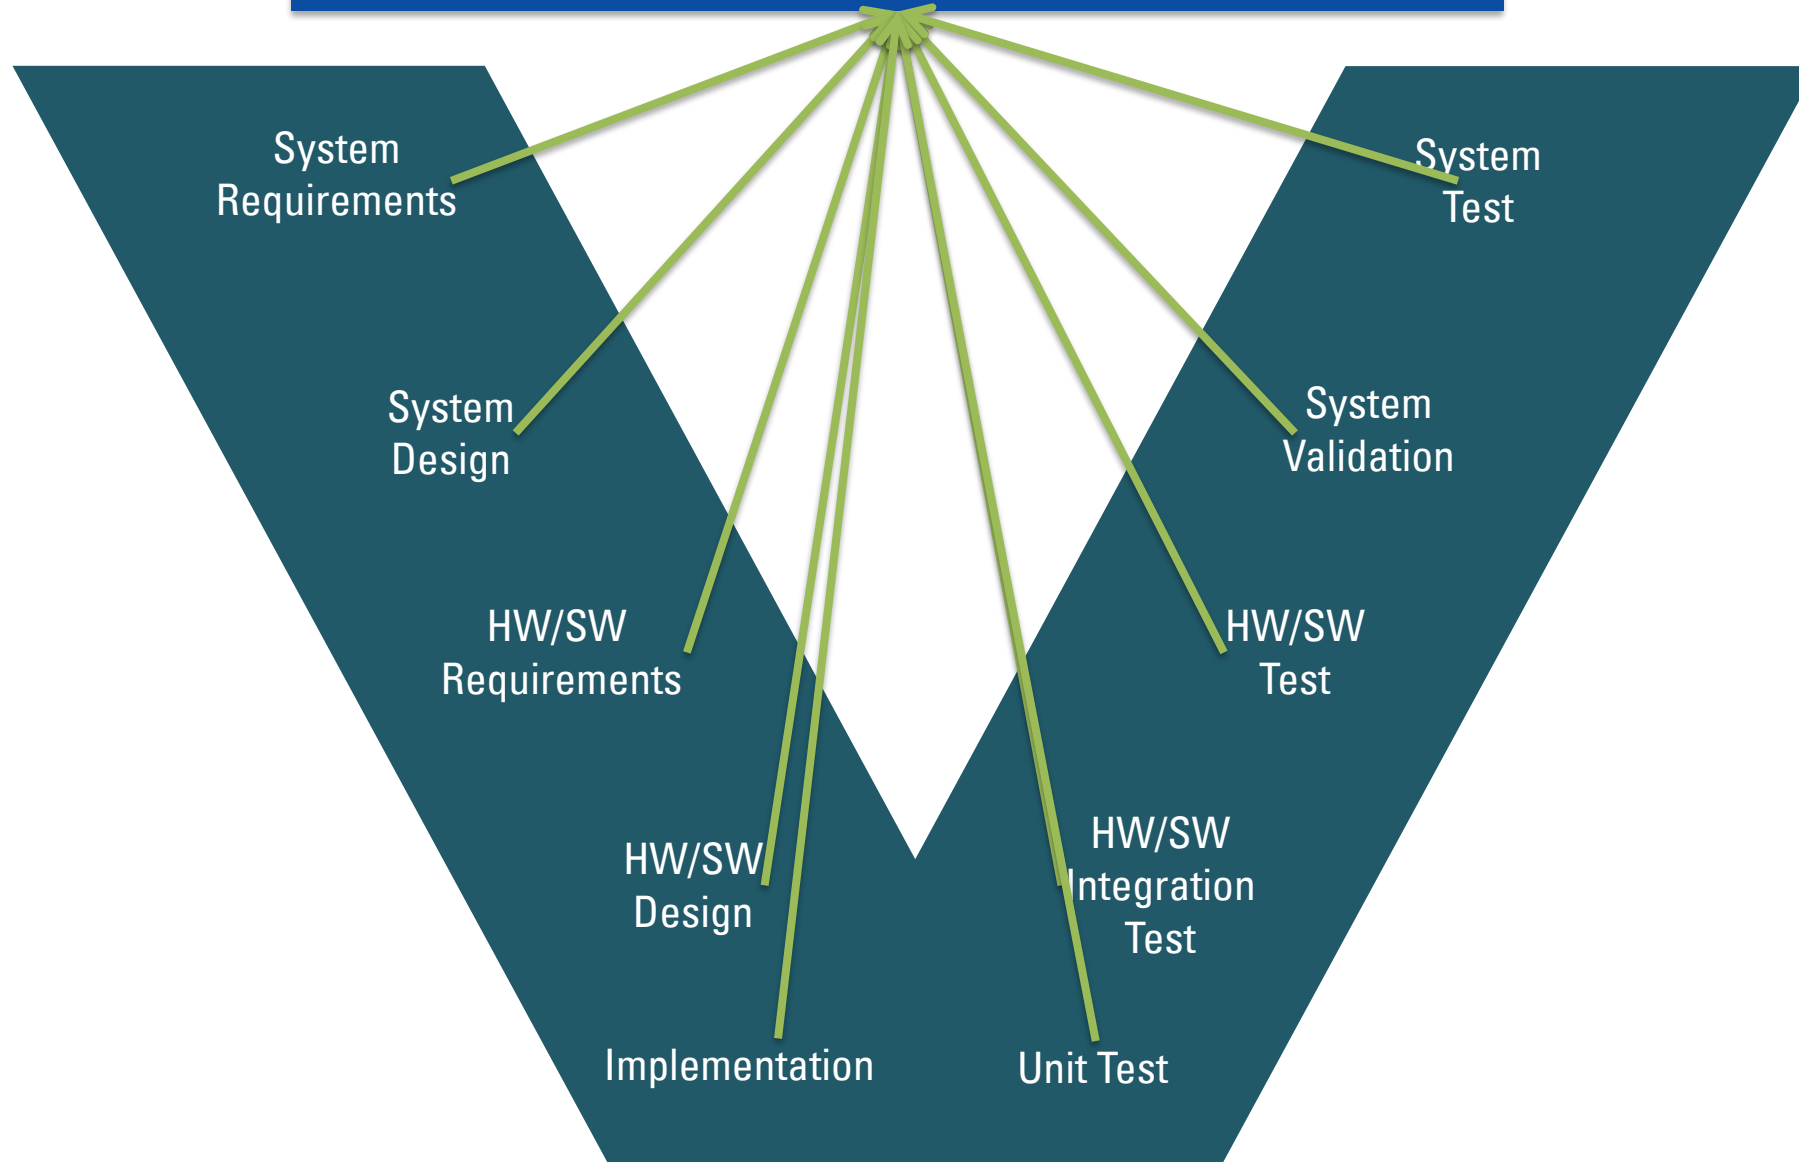 System
Requirements
System
Test
System
Design
System
Validation
HW/SW
Requirements
HW/SW
Test
HW/SW
Design
HW/SW
Integration
Test
Implementation
Unit Test